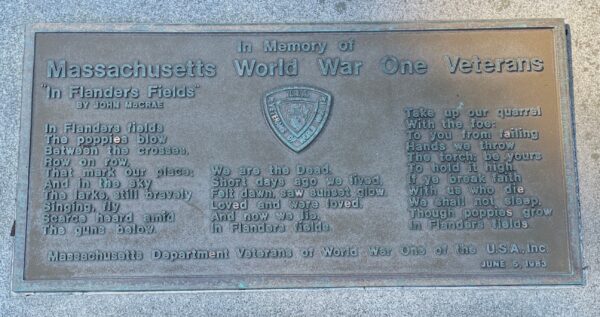 In Memory of
Massachusetts World War One Veterans
"In Flanders Fields"
BY JOHN McCRAE
In Flanders fields
The poppies blow
Between the crosses,
Row on row,
That mark our place;
And in the sky
The larks, still bravely
Singing, fly
Scarce heard amid
The guns below.
We are the Dead.
Short days ago we lived,
Felt dawn, saw sunset glow,
Loved and were loved,
And now we lie,
In Flanders fields.
Take up our quarrel
With the foe:
To you from failing
Hands we throw
The torch; be yours
To hold it high.
If ye break faith
With us who die
We shall not sleep,
Though poppies grow
In Flanders fields
Massachusetts Department Veterans of World War One of the U.S.A., Inc.
JUNE 5, 1983